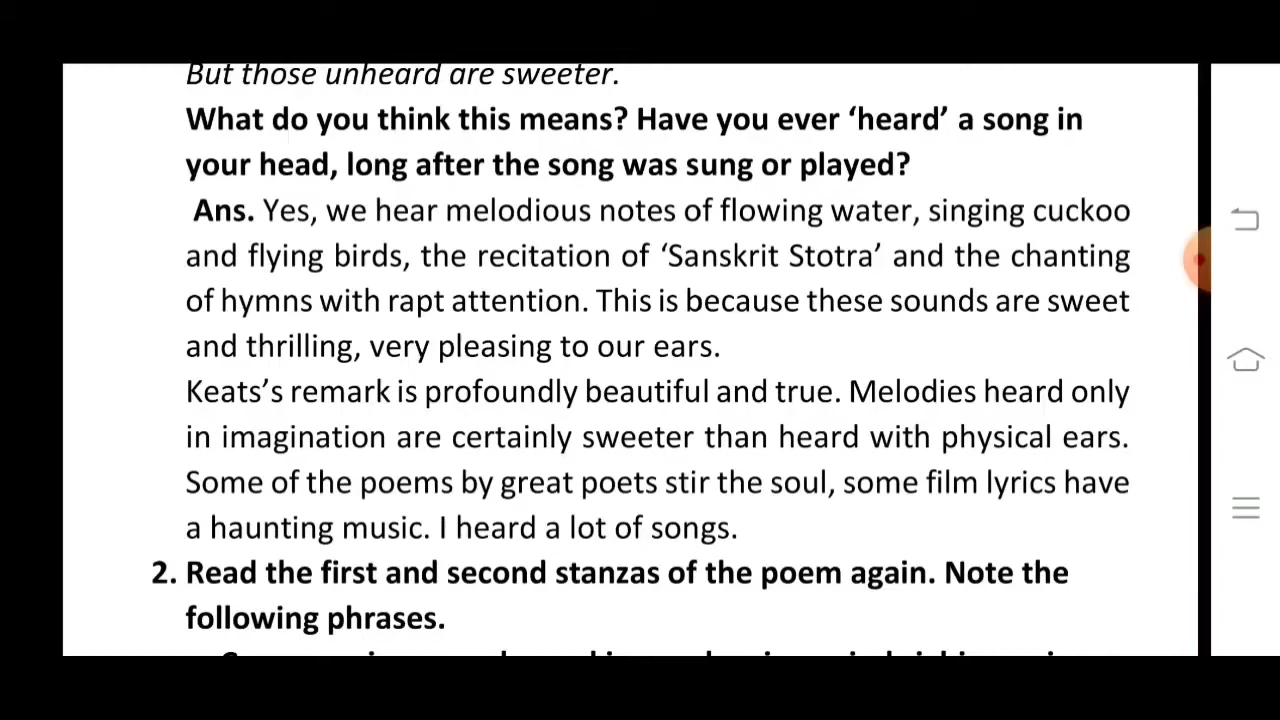 But those unheard are sweeter.
What do you think this means? Have you ever ‘heard’ a song in
your head, long after the song was sung or played?
Ans. Yes, we hear melodious notes of flowing water, singing cuckoo
and flying birds, the recitation of ‘Sanskrit Stotra’ and the chanting
of hymns with rapt attention. This is because these sounds are sweet
and thrilling, very pleasing to our ears.
Keats’s remark is profoundly beautiful and true. Melodies heard only
in imagination are certainly sweeter than heard with physical ears.
Some of the poems by great poets stir the soul, some film lyrics have
a haunting music. I heard a lot of songs.
2. Read the first and second stanzas of the poem again. Note the
following phrases.